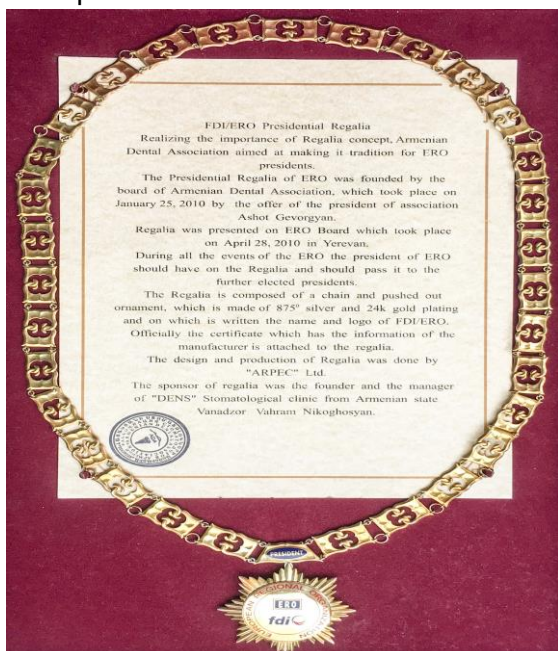 FDI/ERO Presidential Regalia
Realizing the importance of Regalia concept, Armenian
Dental Association aimed at making it tradition for ERO
presidents.
The Presidential Regalia of ERO was founded by the
board of Armenian Dental Association, which took place on
January 25, 2010 by the offer of the president of association
Ashot Gevorgyan.
Regalia was presented on ERO Board which took place
on April 28, 2010 in Yerevan.
During all the events of the ERO the president of ERO
should have on the Regalia and should pass it to the
further elected presidents.
The Regalia is composed of a chain and pushed out
ornament, which is made of 875° silver and 24k gold plating
and on which is written the name and logo of FDI/ERO.
Officially the certificate which has the information of the
manufacturer is attached to the regalia.
The design and production of Regalia was done by
"ARPEC" Ltd.
The sponsor of regalia was the founder and the manager
of "DENS" Stomatological clinic from Armenian state
Vanadzor Vahram Nikoghosyan.
PRESIDENT
EUROPEAN REGIONAL ORGANIZATION
ERO
fdi